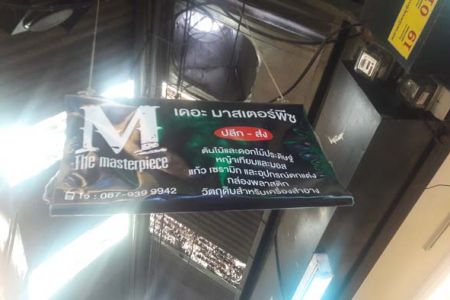 M
The masterpiece
เดอะ มาสเตอร์พีช
ปลีก - ส่ง
ต้นไม้และดอกไม้ประดิษฐ์
หญ้าเทียมและมอส
แก้ว เซรามิก และอุปกรณ์ตกแต่ง
กล่องพลาสติก
วัตถุดิบสำหรับเครื่องสำอาง
โทร : 087-939 9942
19